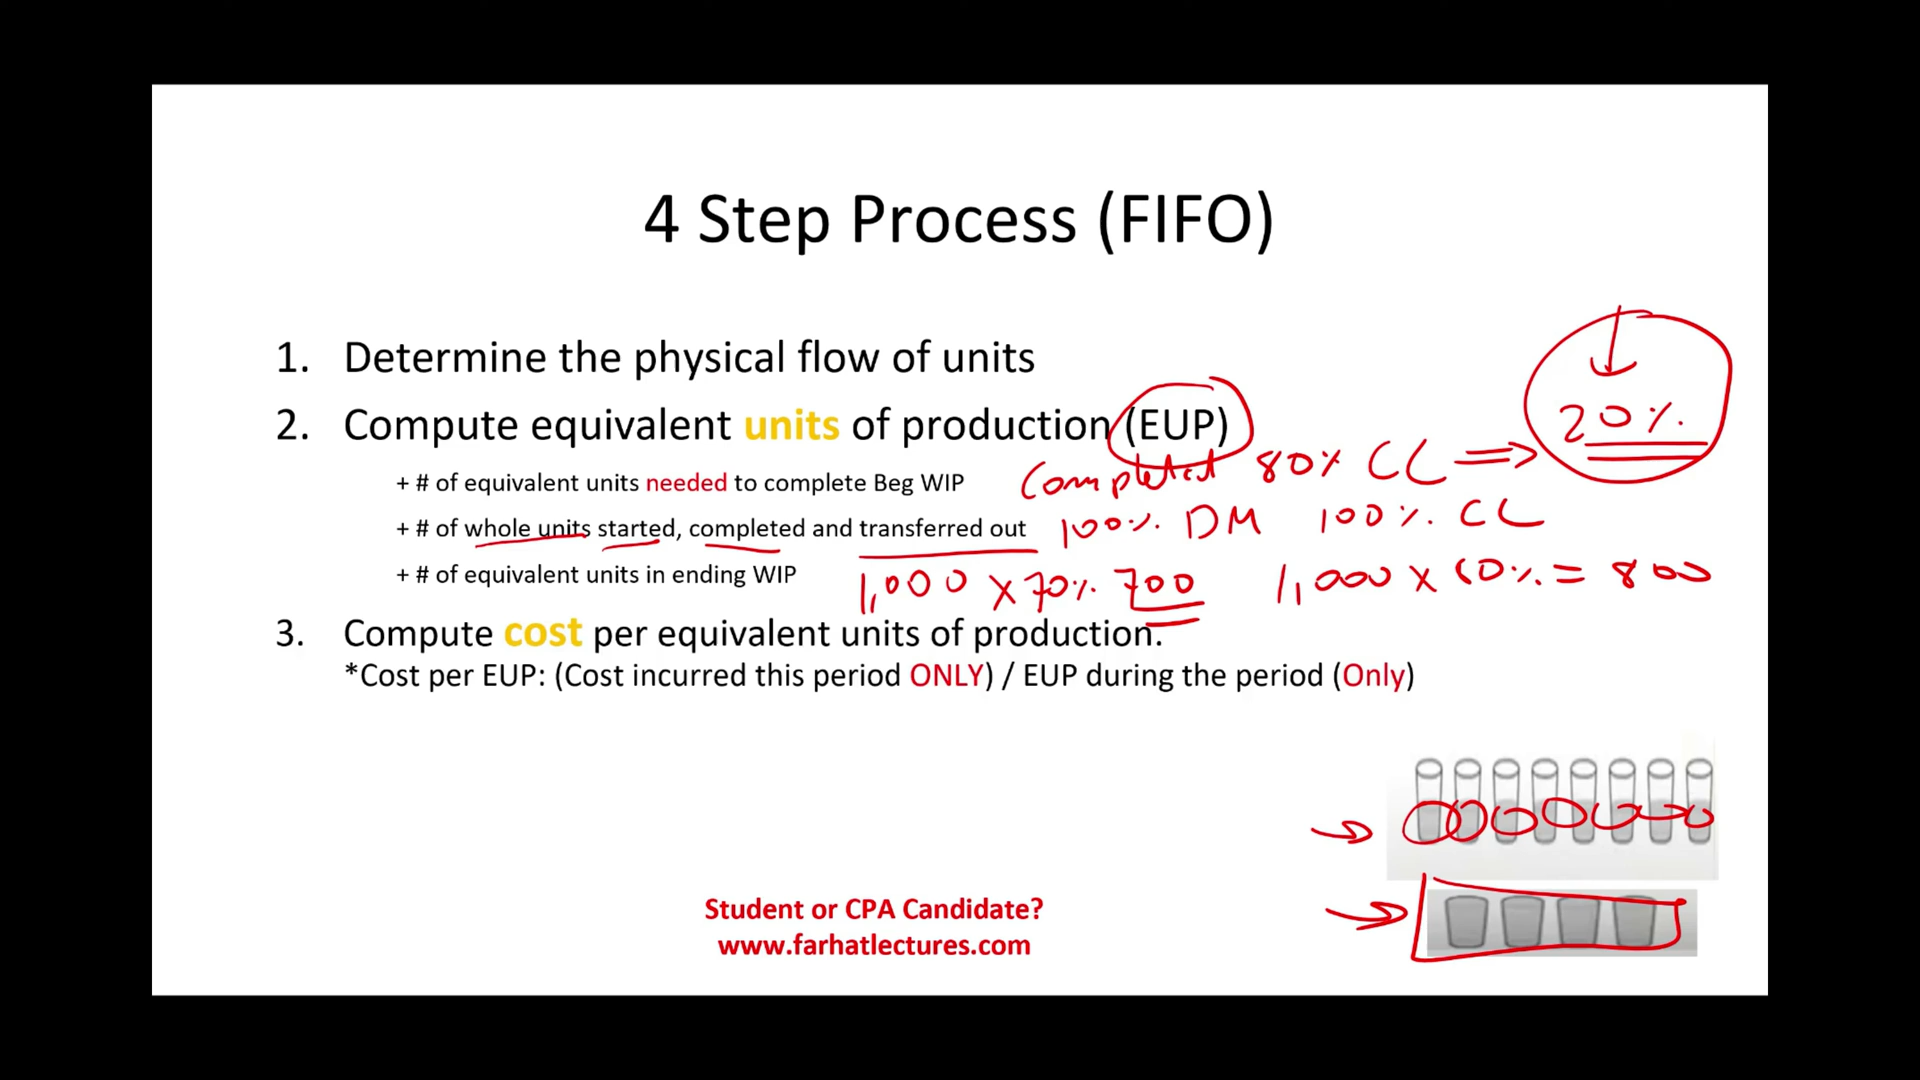 4 Step Process (FIFO)
1. Determine the physical flow of units
20%.
2. Compute equivalent units of production (EUP)
+ # of equivalent units needed to complete Beg WIP Completed 80% CC ⇒
+ # of whole units started, completed and transferred out 100%. DM 100%. CC
+ # of equivalent units in ending WIP 1,000 x 70%. 700 1,000 x 80%. = 800
3. Compute cost per equivalent units of production.
*Cost per EUP: (Cost incurred this period ONLY) / EUP during the period (Only)
Student or CPA Candidate?
www.farhatlectures.com